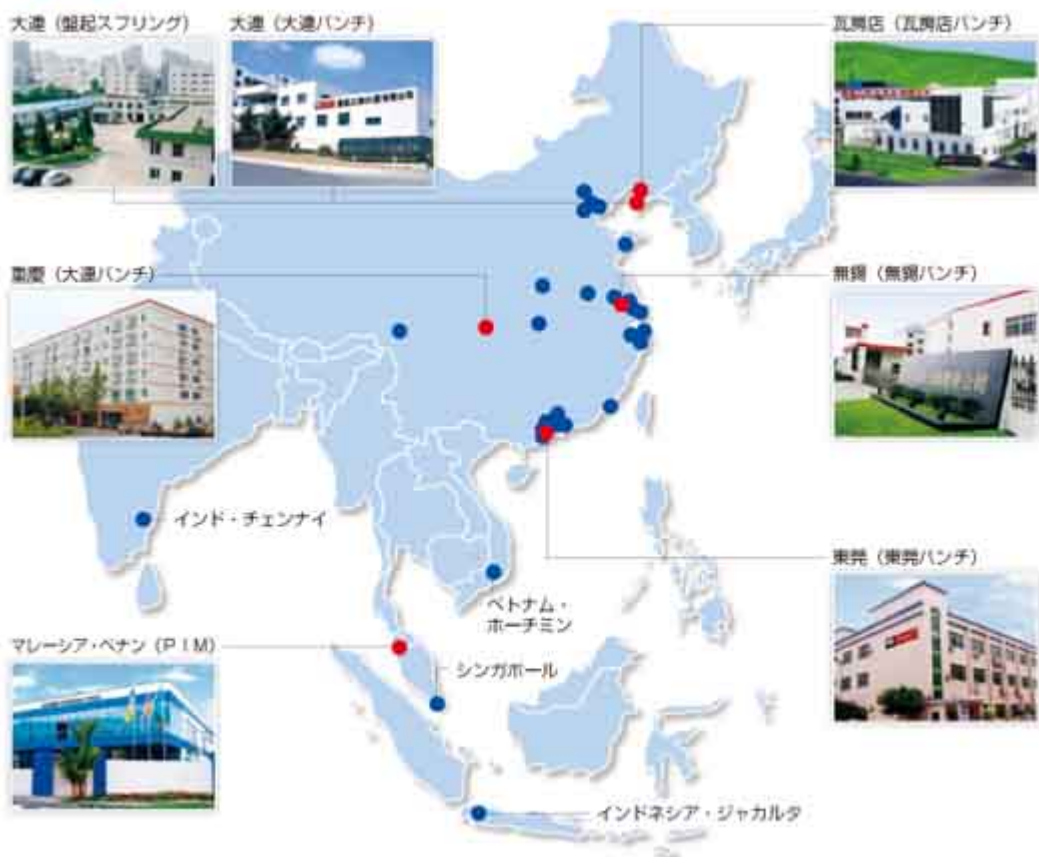 大連（盤起スプリング）
大連（大連パンチ）
瓦房店（瓦房店パンチ）
重慶（大連パンチ）
無錫（無錫パンチ）
インド・チェンナイ
ベトナム・
ホーチミン
東莞（東莞パンチ）
マレーシア・ペナン（ＰＩＭ）
シンガポール
インドネシア・ジャカルタ